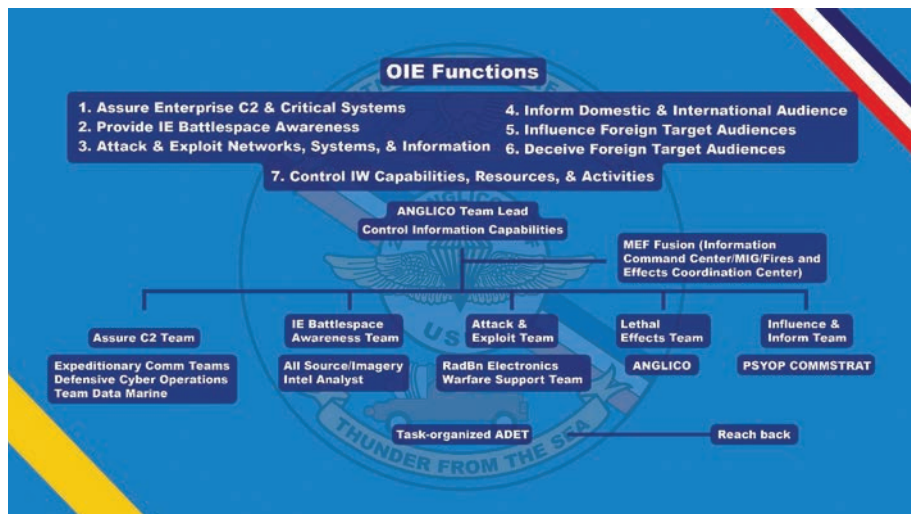 OIE Functions
1. Assure Enterprise C2 & Critical Systems
2. Provide IE Battlespace Awareness
3. Attack & Exploit Networks, Systems, & Information
4. Inform Domestic & International Audience
5. Influence Foreign Target Audiences
6. Deceive Foreign Target Audiences
7. Control IW Capabilities, Resources, & Activities
ANGLICO Team Lead
Control Information Capabilities
MEF Fusion (Information
Command Center/MIG/Fires and
Effects Coordination Center)
Assure C2 Team
Expeditionary Comm Teams
Defensive Cyber Operations
Team Data Marine
IE Battlespace
Awareness Team
All Source/Imagery
Intel Analyst
Attack &
Exploit Team
RadBn Electronics
Warfare Support Team
Lethal
Effects Team
ANGLICO
Influence &
Inform Team
PSYOP COMMSTRAT
Task-organized ADET
Reach back
THUNDER FROM THE SEA